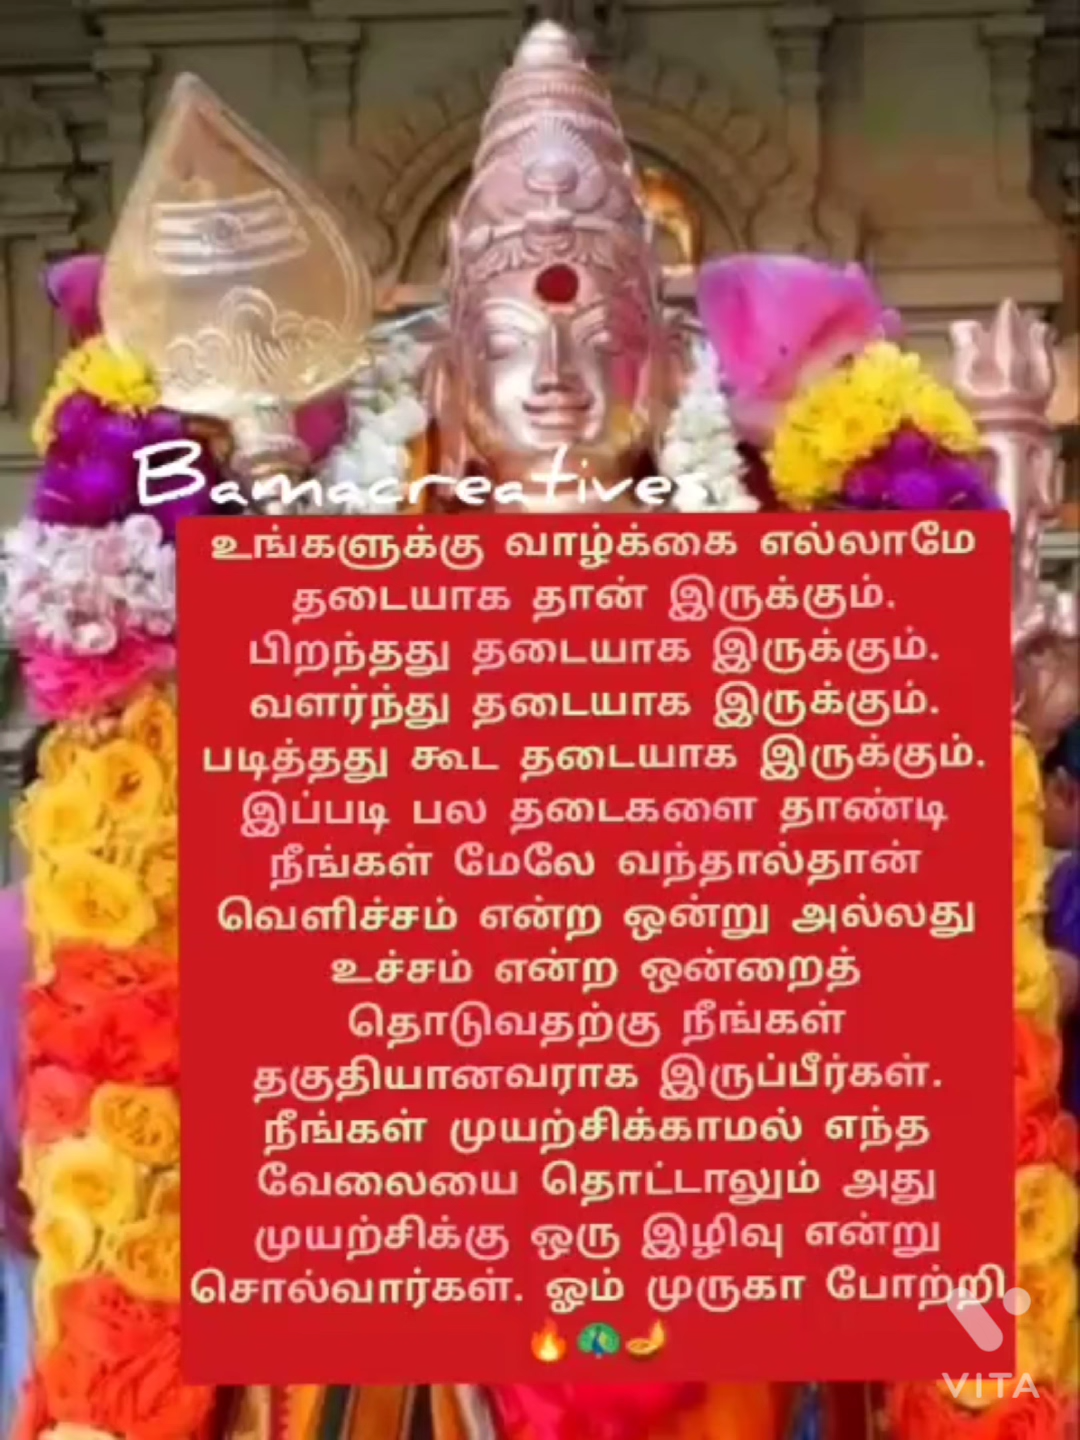 Bamacreatives
உங்களுக்கு வாழ்க்கை எல்லாமே
தடையாக தான் இருக்கும்.
பிறந்தது தடையாக இருக்கும்.
வளர்ந்து தடையாக இருக்கும்.
படித்தது கூட தடையாக இருக்கும்.
இப்படி பல தடைகளை தாண்டி
நீங்கள் மேலே வந்தால்தான்
வெளிச்சம் என்ற ஒன்று அல்லது
உச்சம் என்ற ஒன்றைத்
தொடுவதற்கு நீங்கள்
தகுதியானவராக இருப்பீர்கள்.
நீங்கள் முயற்சிக்காமல் எந்த
வேலையை தொட்டாலும் அது
முயற்சிக்கு ஒரு இழிவு என்று
சொல்வார்கள். ஓம் முருகா போற்றி
🔥🦚🪔
VITA